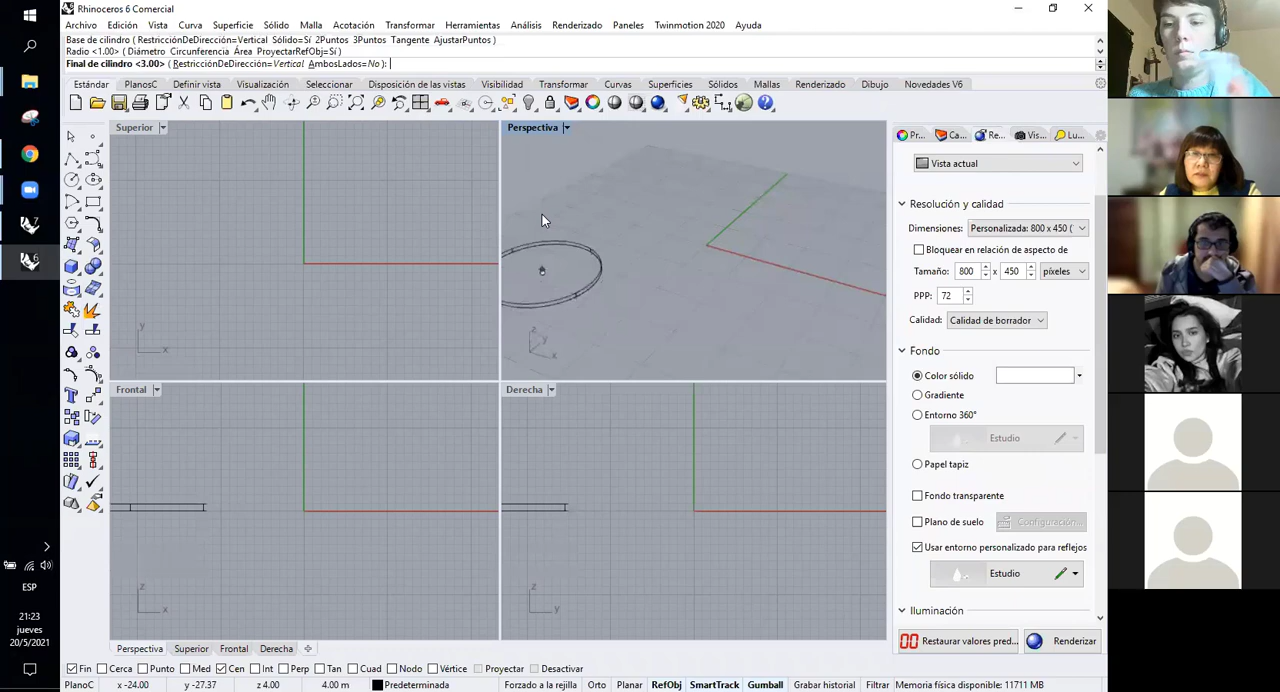 Rhinoceros 6 Comercial
Archivo Edición Vista Curva Superficie Sólido Malla Acotación Transformar Herramientas Análisis Renderizado Paneles Twinmotion 2020 Ayuda
Base de cilindro ( RestricciónDeDirección=Vertical Sólido=Sí 2Puntos 3Puntos Tangente AjustarPuntos )
Radio <1.00> ( Diámetro Circunferencia Área ProyectarRefObj=Sí )
Final de cilindro <3.00> ( RestricciónDeDirección=Vertical AmbosLados=No ):
Estándar PlanosC Definir vista Visualización Seleccionar Disposición de las vistas Visibilidad Transformar Curvas Superficies Sólidos Mallas Renderizado Dibujo Novedades V6
Superior
Perspectiva
Pr... Ca... Re... Vis... Lu...
Vista actual
Resolución y calidad
Dimensiones: Personalizada: 800 x 450 (
Bloquear en relación de aspecto de
Tamaño: 800 x 450 píxeles
PPP: 72
Calidad: Calidad de borrador
Fondo
Color sólido
Gradiente
Entorno 360°
Estudio
Papel tapiz
Fondo transparente
Plano de suelo Configuración...
Usar entorno personalizado para reflejos
Estudio
Iluminación
Restaurar valores pred... Renderizar
y
x
z
y
x
Frontal
Derecha
z
x
z
y
7
6
ESP
21:23
jueves
20/5/2021
Perspectiva Superior Frontal Derecha
Fin Cerca Punto Med Cen Int Perp Tan Cuad Nodo Vértice Proyectar Desactivar
PlanoC x -24.00 y -27.37 z 4.00 4.00 m Predeterminada Forzado a la rejilla Orto Planar RefObj SmartTrack Gumball Grabar historial Filtrar Memoria física disponible: 11711 MB